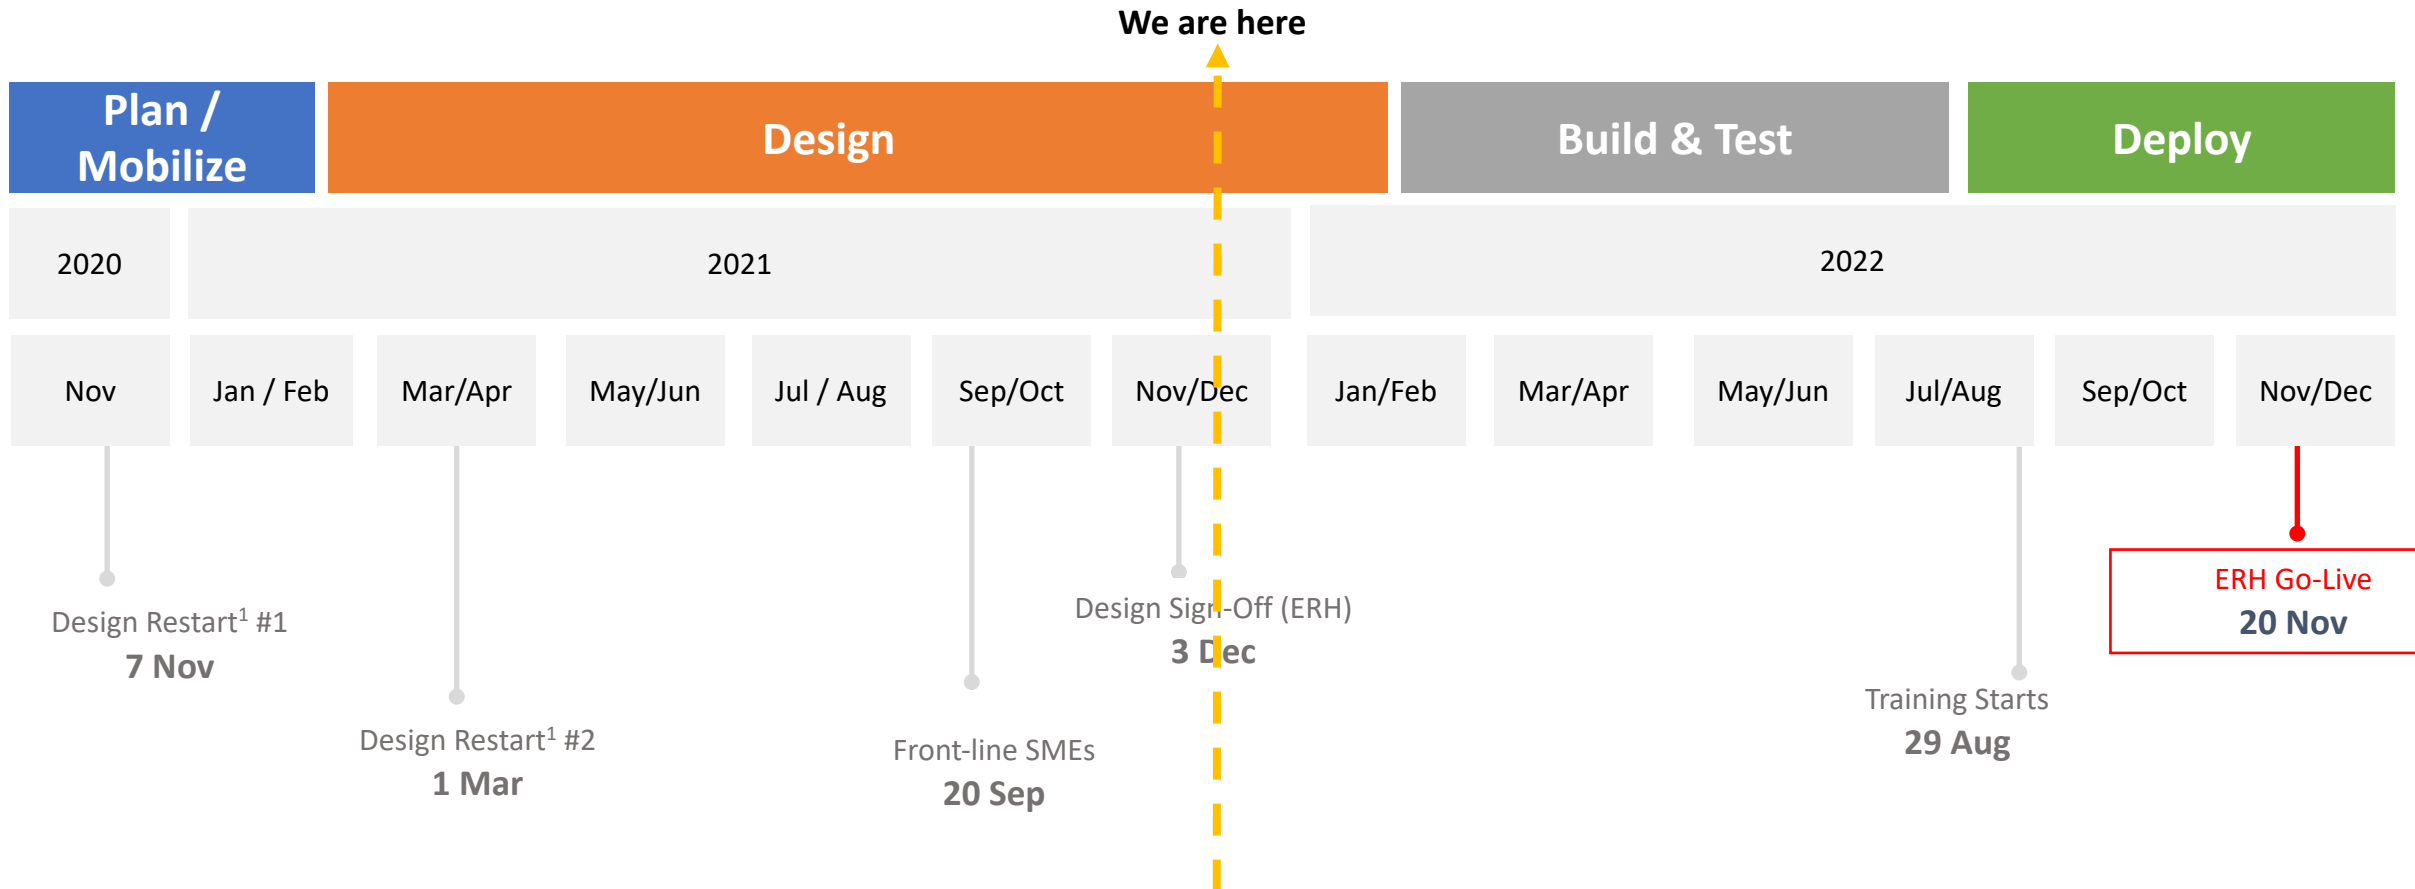 We are here
Plan /
Mobilize
Design
Build & Test
Deploy
2020
2021
2022
Nov
Jan / Feb
Mar/Apr
May/Jun
Jul / Aug
Sep/Oct
Nov/Dec
Jan/Feb
Mar/Apr
May/Jun
Jul/Aug
Sep/Oct
Nov/Dec
Design Restart¹ #1
7 Nov
Design Restart¹ #2
1 Mar
Front-line SMEs
20 Sep
Design Sign-Off (ERH)
3 Dec
Training Starts
29 Aug
ERH Go-Live
20 Nov